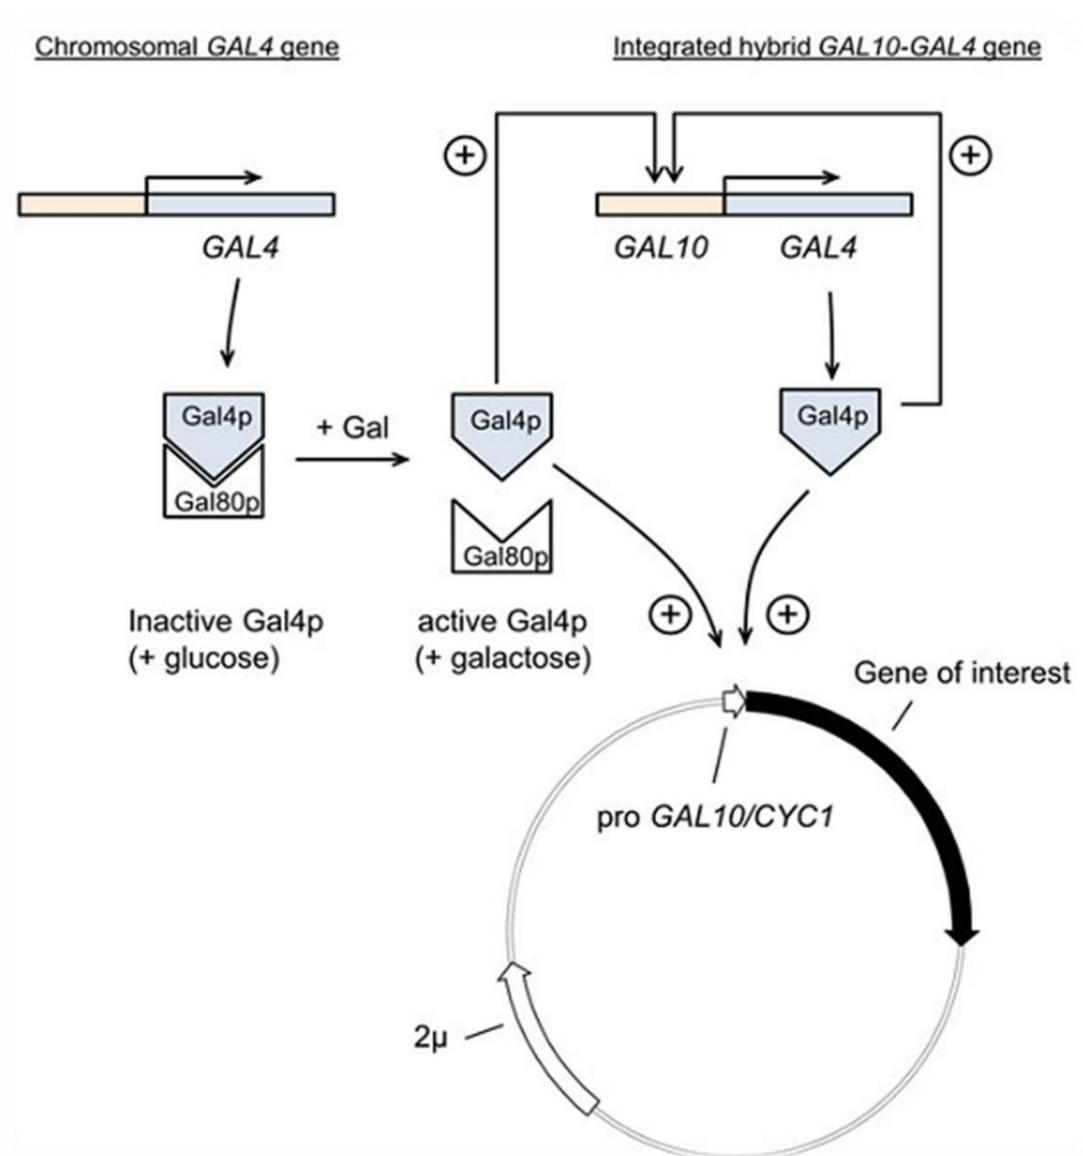 Chromosomal GAL4 gene
Integrated hybrid GAL10-GAL4 gene
+
+
GAL4
GAL10
GAL4
Gal4p
Gal80p
+ Gal
Gal4p
Gal80p
Gal4p
Inactive Gal4p
(+ glucose)
active Gal4p
(+ galactose)
+
+
Gene of interest
pro GAL10/CYC1
2µ